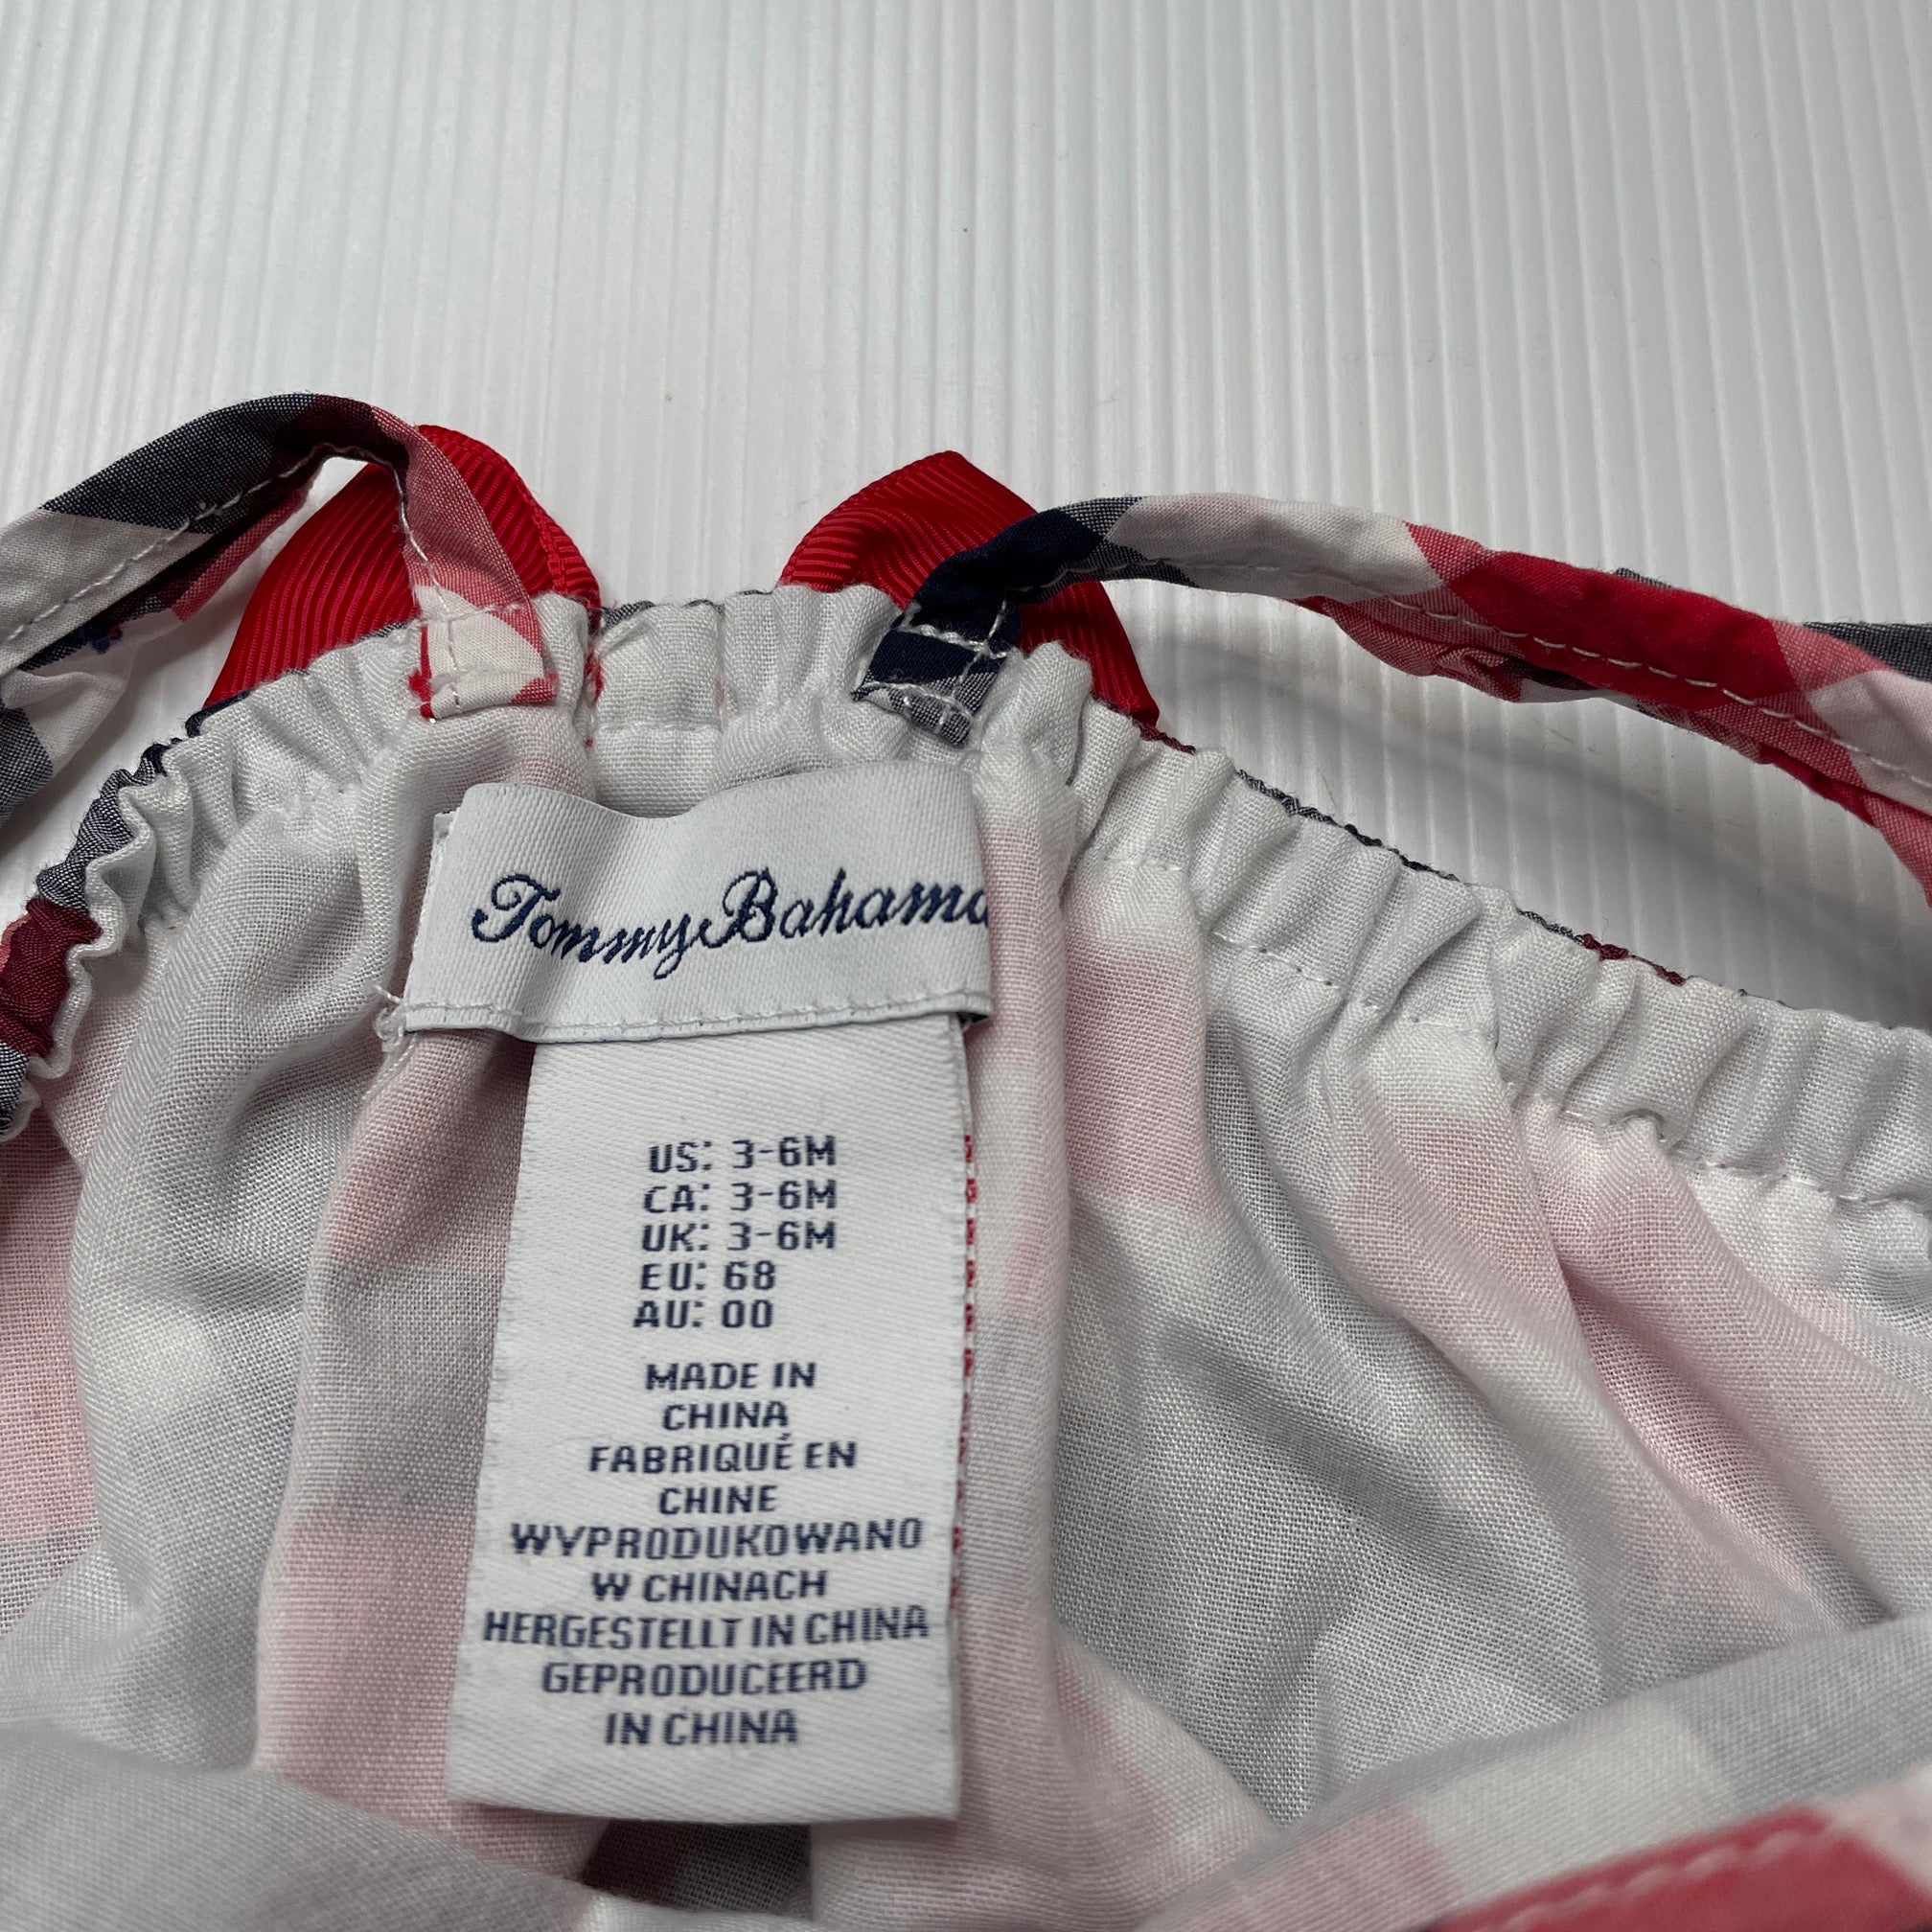 Tommy Bahama
US: 3-6M
CA: 3-6M
UK: 3-6M
EU: 68
AU: 00
MADE IN
CHINA
FABRIQUÉ EN
CHINE
WYPRODUKOWANO
W CHINACH
HERGESTELLT IN CHINA
GEPRODUCEERD
IN CHINA